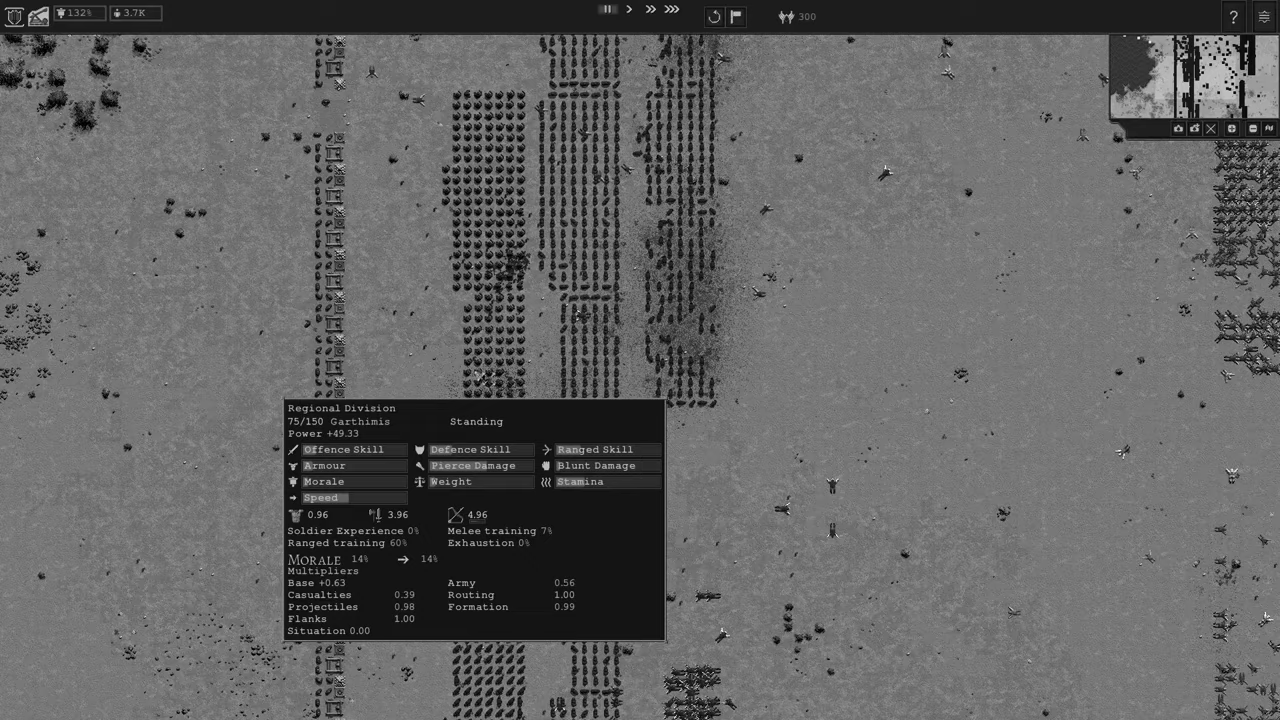 132% 3.7K 300 ?
Regional Division
75/150 Garthimis Standing
Power +49.33
Offence Skill Defence Skill Ranged Skill
Armour Pierce Damage Blunt Damage
Morale Weight Stamina
Speed
0.96 3.96 4.96
Soldier Experience 0% Melee training 7%
Ranged training 60% Exhaustion 0%
Morale 14% 14%
Multipliers
Base +0.63 Army 0.56
Casualties 0.39 Routing 1.00
Projectiles 0.98 Formation 0.99
Flanks 1.00
Situation 0.00